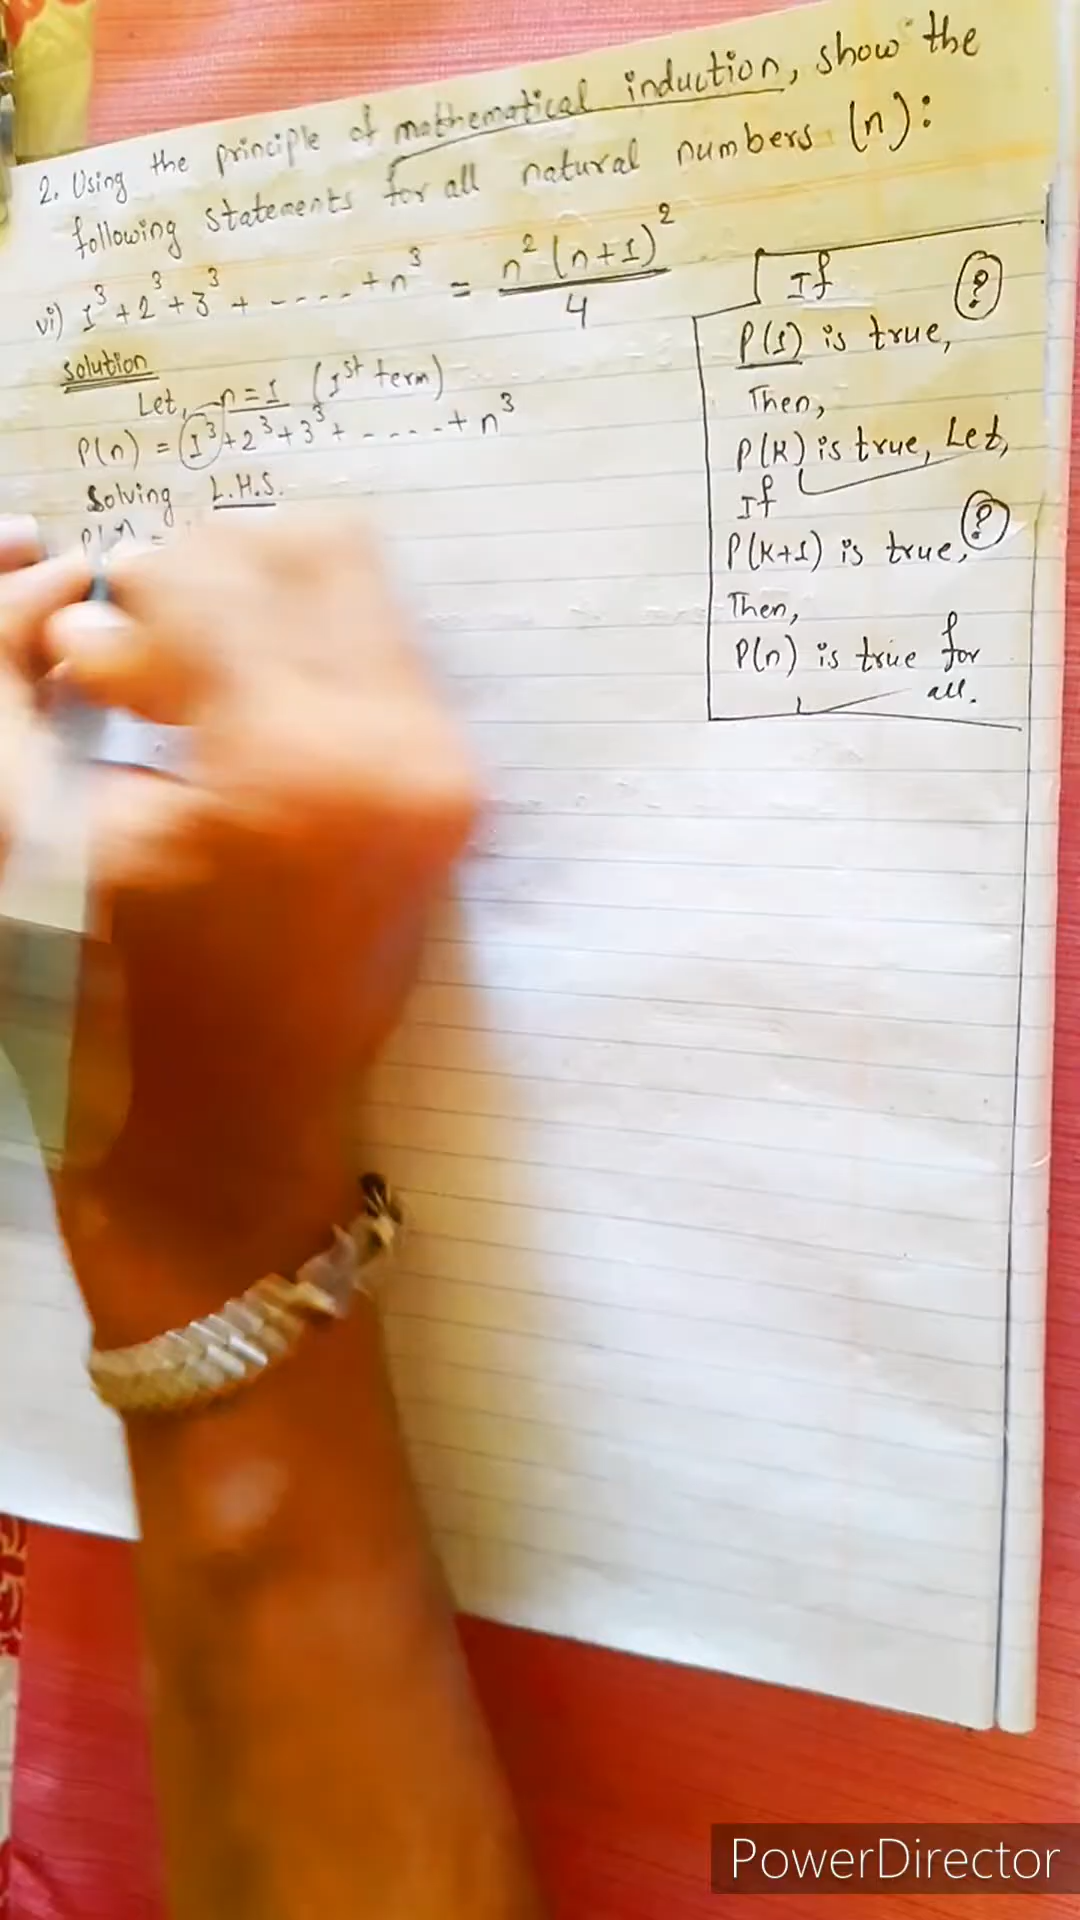 2. Using the principle of mathematical induction, show the
following statements for all natural numbers (n):
vi) 1³ + 2³ + 3³ + ----- + n³ = n² (n+1)² / 4
solution
Let, n = 1 (1st term)
P(n) = 1³ + 2³ + 3³ + ----- + n³
Solving L.H.S.
If ?
P(1) is true,
Then,
P(K) is true, Let,
If
P(K+1) is true, ?
Then,
P(n) is true for
all.
PowerDirector